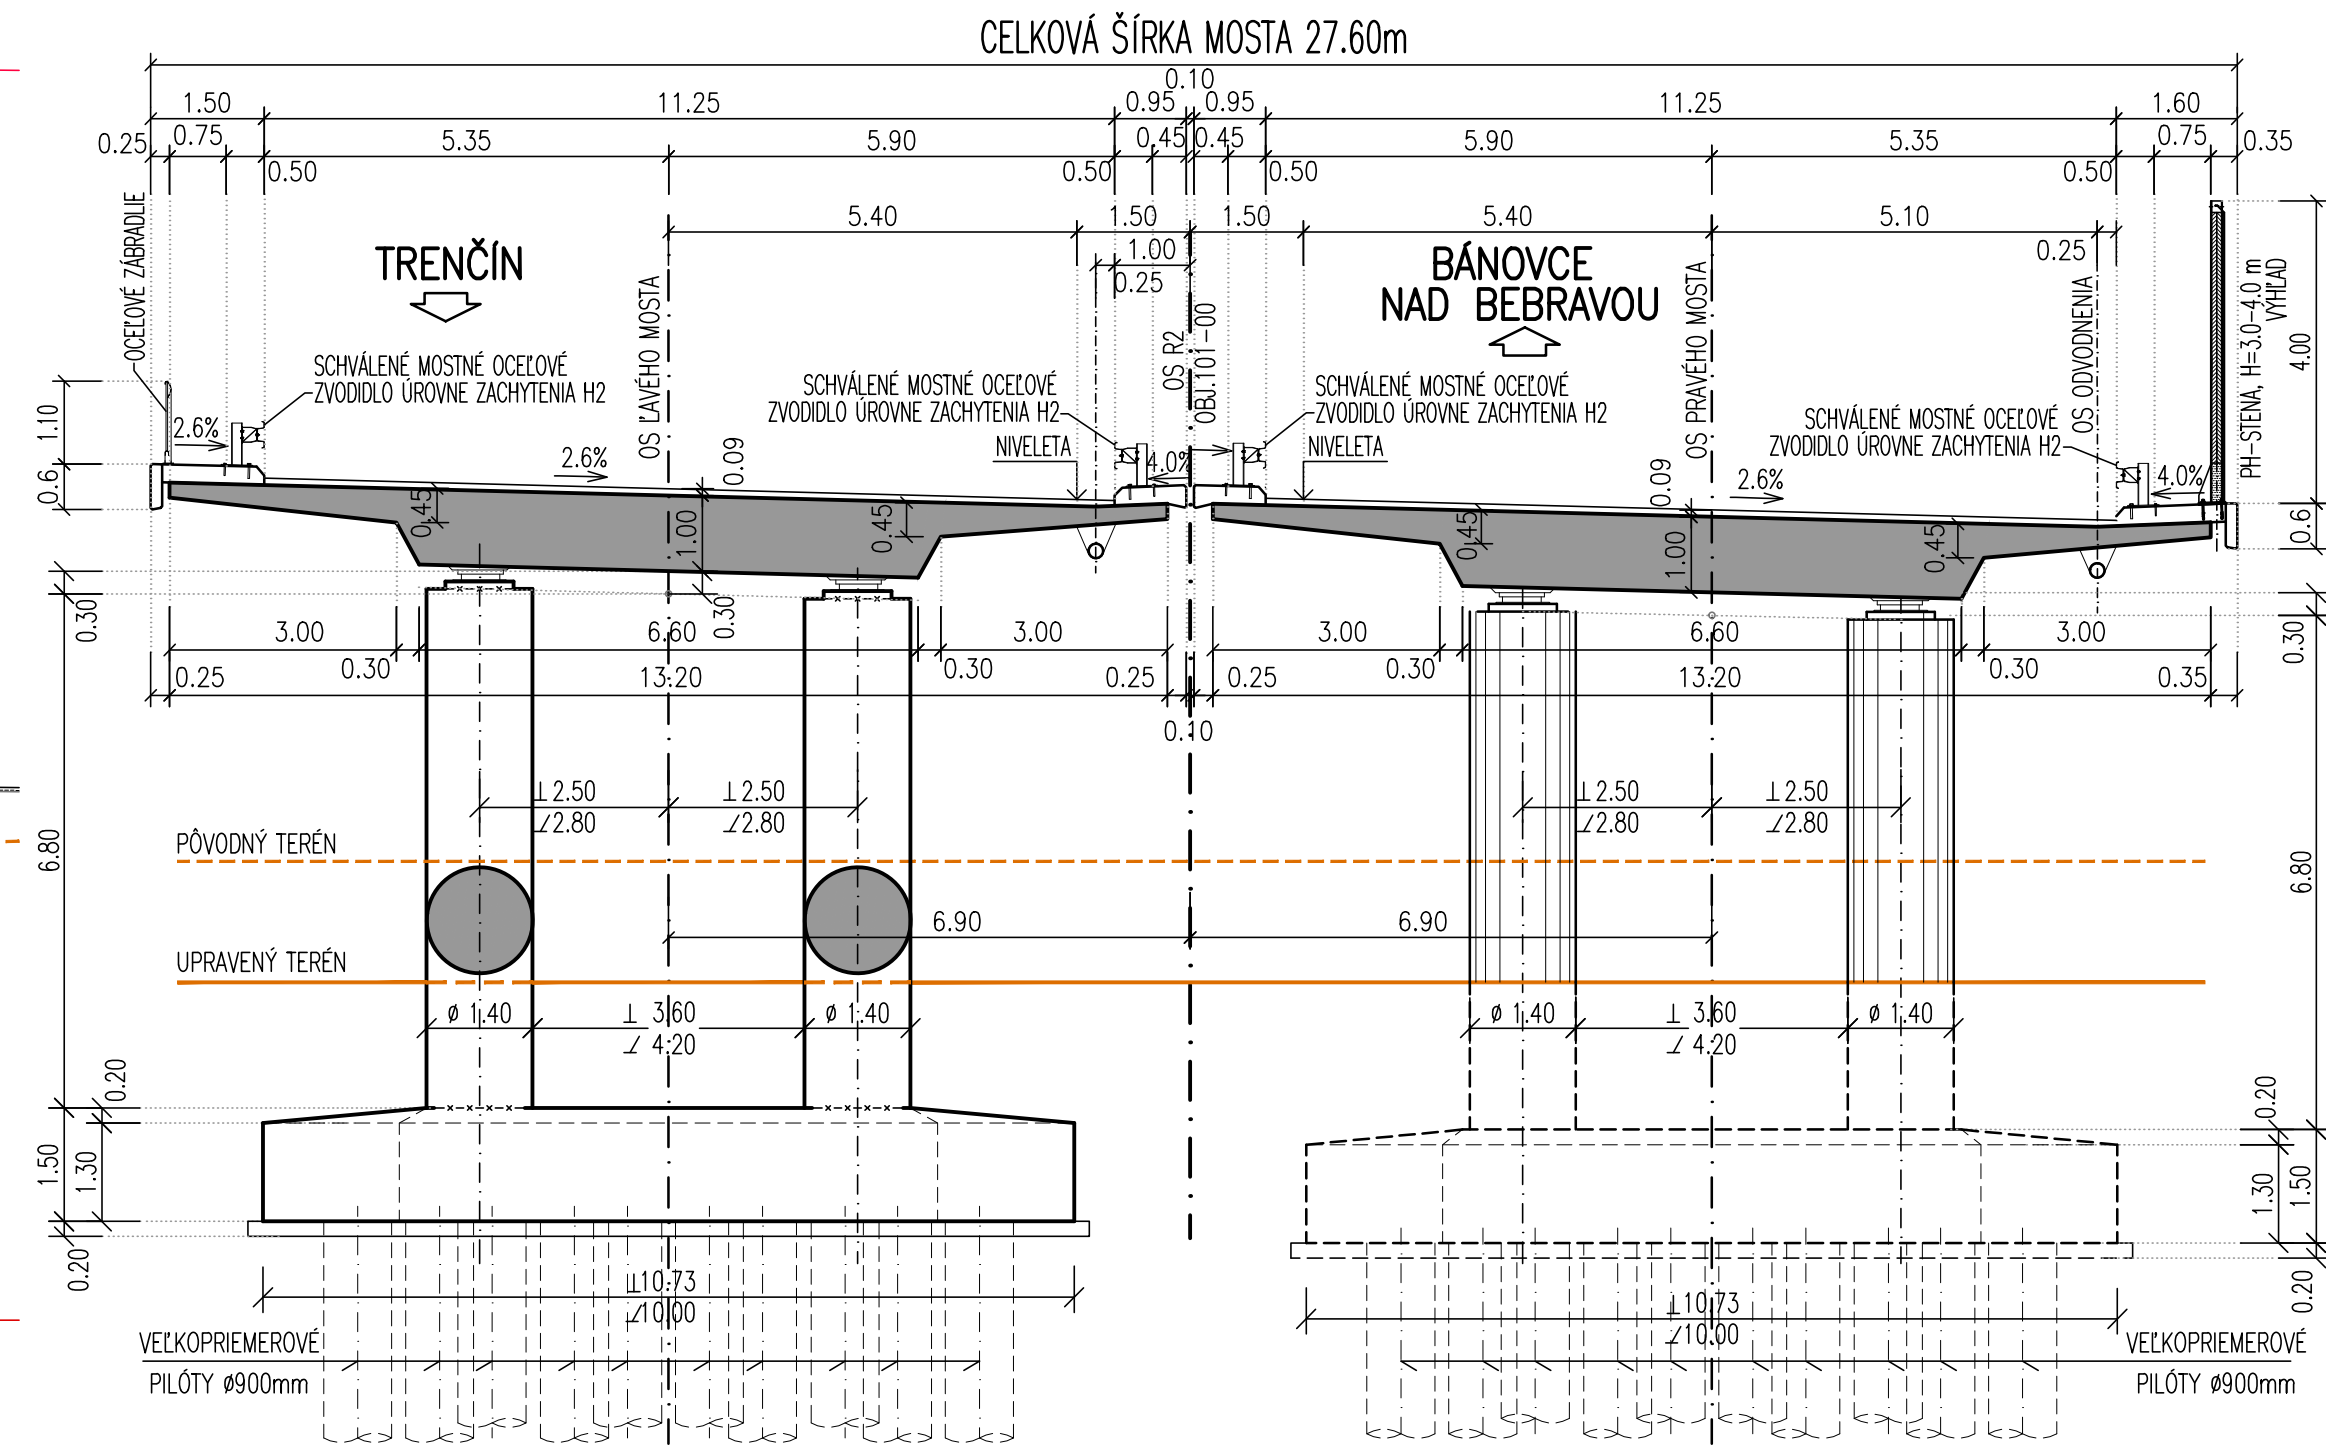 CELKOVÁ ŠÍRKA MOSTA 27.60m
0.10
1.50 11.25 0.95 0.95 11.25 1.60
0.25 0.75 5.35 5.90 0.45 0.45 5.90 5.35 0.75 0.35
0.50 0.50 0.50 0.50
5.40 1.50 1.50 5.40 5.10
1.00 0.25
0.25
OCEĽOVÉ ZÁBRADLIE
TRENČÍN
OS ĽAVÉHO MOSTA
OS R2
OBJ.101-00
BÁNOVCE
NAD BEBRAVOU
OS PRAVÉHO MOSTA
OS ODVODNENIA
PH-STENA, H=3.0-4.0 m
VÝHĽAD
4.00
SCHVÁLENÉ MOSTNÉ OCEĽOVÉ
ZVODIDLO ÚROVNE ZACHYTENIA H2
SCHVÁLENÉ MOSTNÉ OCEĽOVÉ
ZVODIDLO ÚROVNE ZACHYTENIA H2
SCHVÁLENÉ MOSTNÉ OCEĽOVÉ
ZVODIDLO ÚROVNE ZACHYTENIA H2
SCHVÁLENÉ MOSTNÉ OCEĽOVÉ
ZVODIDLO ÚROVNE ZACHYTENIA H2
NIVELETA
NIVELETA
1.10
0.6
2.6%
2.6%
0.09
4.0%
0.09
2.6%
4.0%
0.6
0.45
1.00
0.45
0.45
1.00
0.45
0.30
0.30
0.30
3.00 6.60 3.00 3.00 6.60 3.00
0.30 0.30 0.30 0.30
0.25 13.20 0.25 0.25 13.20 0.35
0.10
⊥2.50 ⊥2.50 ⊥2.50 ⊥2.50
∠2.80 ∠2.80 ∠2.80 ∠2.80
6.80
PÔVODNÝ TERÉN
6.80
6.90 6.90
UPRAVENÝ TERÉN
ø 1.40 ⊥ 3.60 ø 1.40 ø 1.40 ⊥ 3.60 ø 1.40
∠ 4.20 ∠ 4.20
0.20
0.20
1.50
1.30
1.30
1.50
0.20
0.20
⊥10.73
∠10.00
⊥10.73
∠10.00
VEĽKOPRIEMEROVÉ
PILÓTY ø900mm
VEĽKOPRIEMEROVÉ
PILÓTY ø900mm